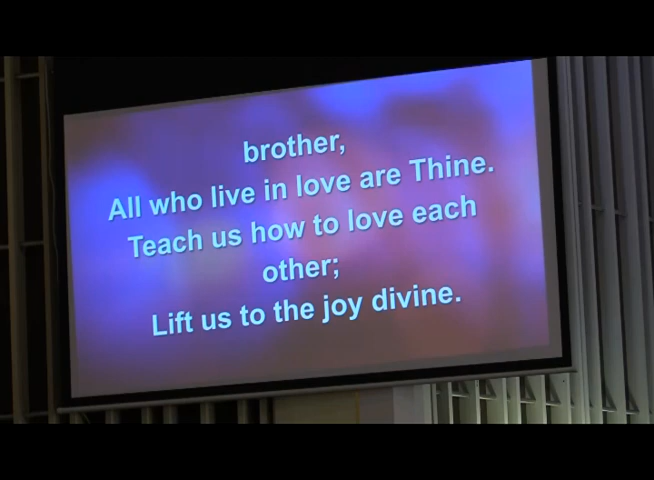 brother,
All who live in love are Thine.
Teach us how to love each
other;
Lift us to the joy divine.